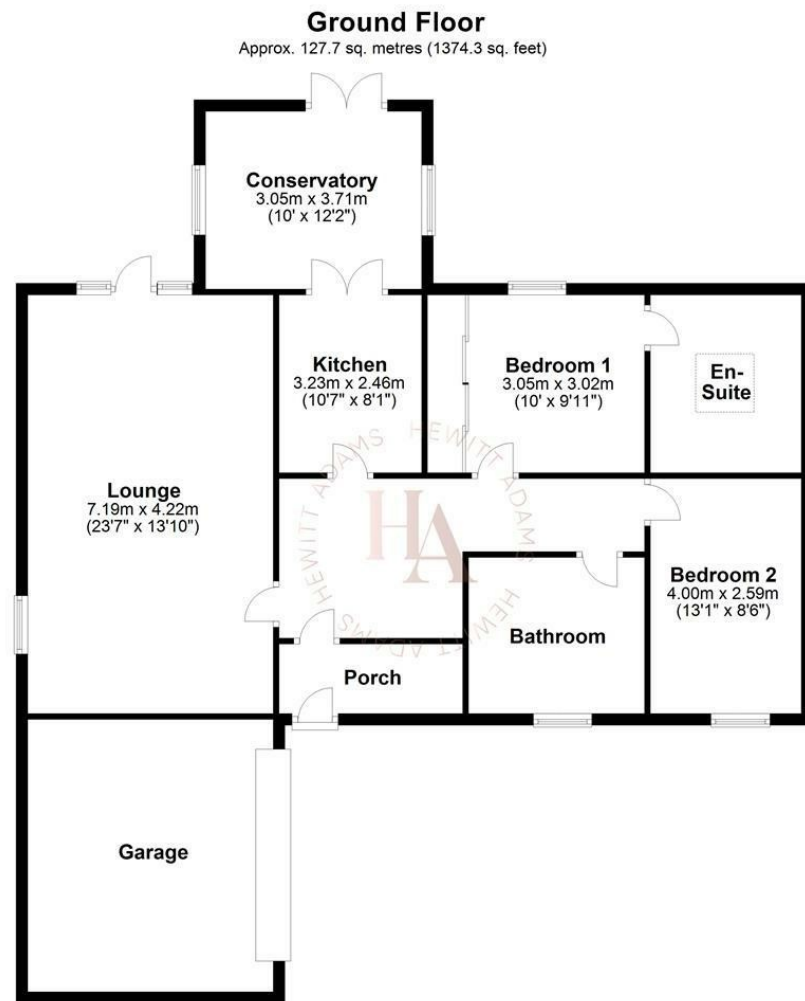 Ground Floor
Approx. 127.7 sq. metres (1374.3 sq. feet)
Conservatory
3.05m x 3.71m
(10' x 12'2")
Kitchen
3.23m x 2.46m
(10'7" x 8'1")
Bedroom 1
3.05m x 3.02m
(10' x 9'11")
En-
Suite
Lounge
7.19m x 4.22m
(23'7" x 13'10")
HEWITT ADAMS HEWITT ADAMS
HA
Bedroom 2
4.00m x 2.59m
(13'1" x 8'6")
Bathroom
Porch
Garage